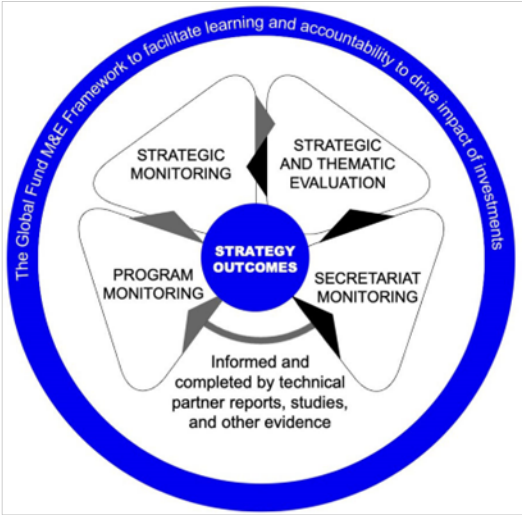 The Global Fund M&E Framework to facilitate learning and accountability to drive impact of investments
STRATEGIC
MONITORING
STRATEGIC
AND THEMATIC
EVALUATION
STRATEGY
OUTCOMES
PROGRAM
MONITORING
SECRETARIAT
MONITORING
Informed and
completed by technical
partner reports, studies,
and other evidence